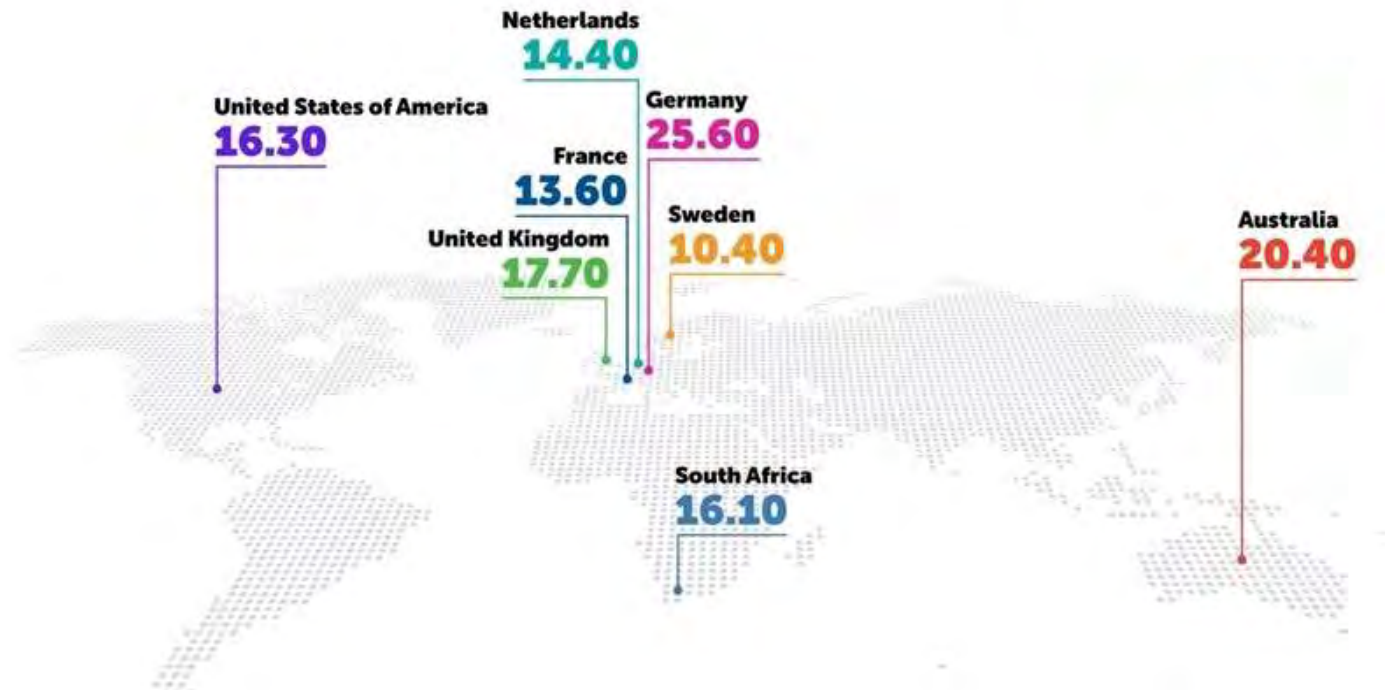 Netherlands
14.40
United States of America
16.30
Germany
25.60
France
13.60
Sweden
10.40
United Kingdom
17.70
Australia
20.40
South Africa
16.10